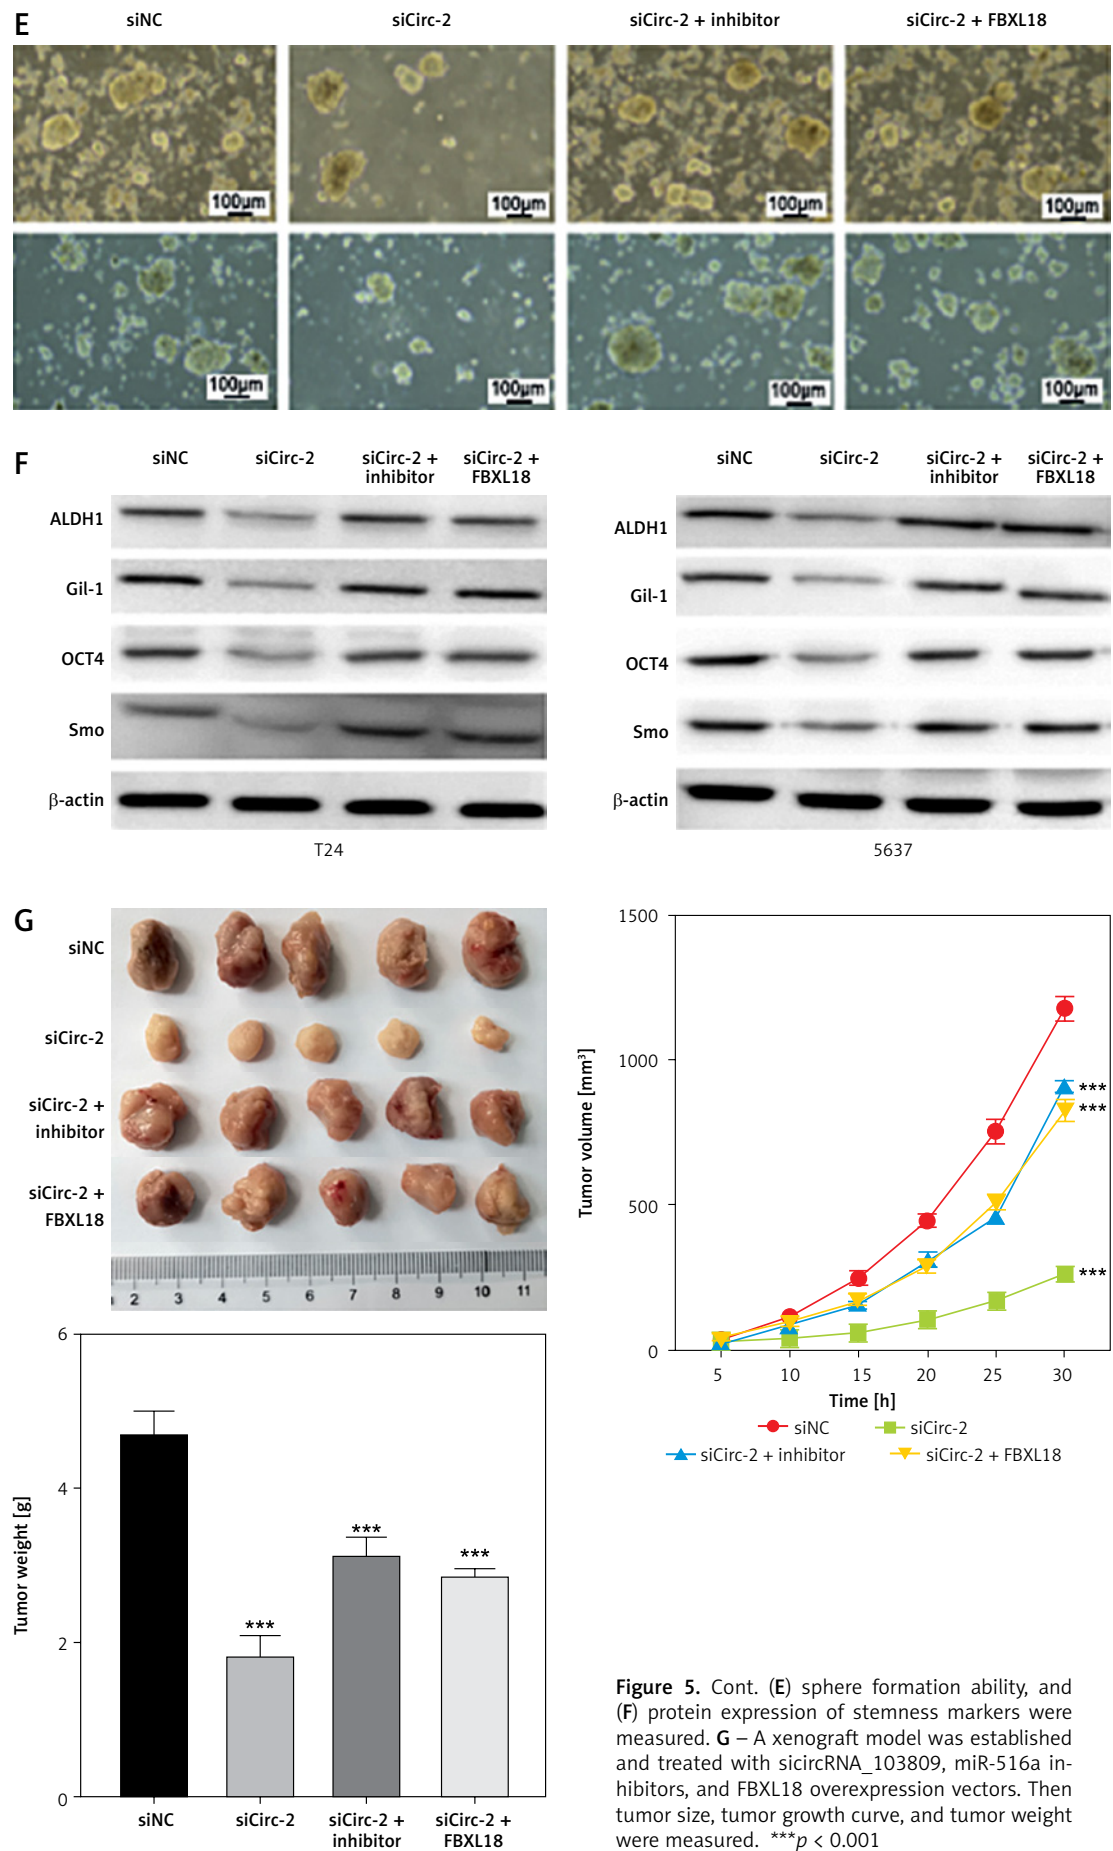 E
siNC
siCirc-2
siCirc-2 + inhibitor
siCirc-2 + FBXL18
100µm
100µm
100µm
100µm
100µm
100µm
100µm
100µm
F
siNC
siCirc-2
siCirc-2 +
inhibitor
siCirc-2 +
FBXL18
ALDH1
Gil-1
OCT4
Smo
β-actin
T24
siNC
siCirc-2
siCirc-2 +
inhibitor
siCirc-2 +
FBXL18
ALDH1
Gil-1
OCT4
Smo
β-actin
5637
G
siNC
siCirc-2
siCirc-2 +
inhibitor
siCirc-2 +
FBXL18
2 3 4 5 6 7 8 9 10 11
Tumor volume [mm³]
1500
1000
500
0
***
***
***
5 10 15 20 25 30
Time [h]
siNC
siCirc-2
siCirc-2 + inhibitor
siCirc-2 + FBXL18
Tumor weight [g]
6
4
2
0
***
***
***
siNC
siCirc-2
siCirc-2 +
inhibitor
siCirc-2 +
FBXL18
Figure 5. Cont. (E) sphere formation ability, and
(F) protein expression of stemness markers were
measured. G – A xenograft model was established
and treated with sicircRNA_103809, miR-516a in-
hibitors, and FBXL18 overexpression vectors. Then
tumor size, tumor growth curve, and tumor weight
were measured. ***p < 0.001